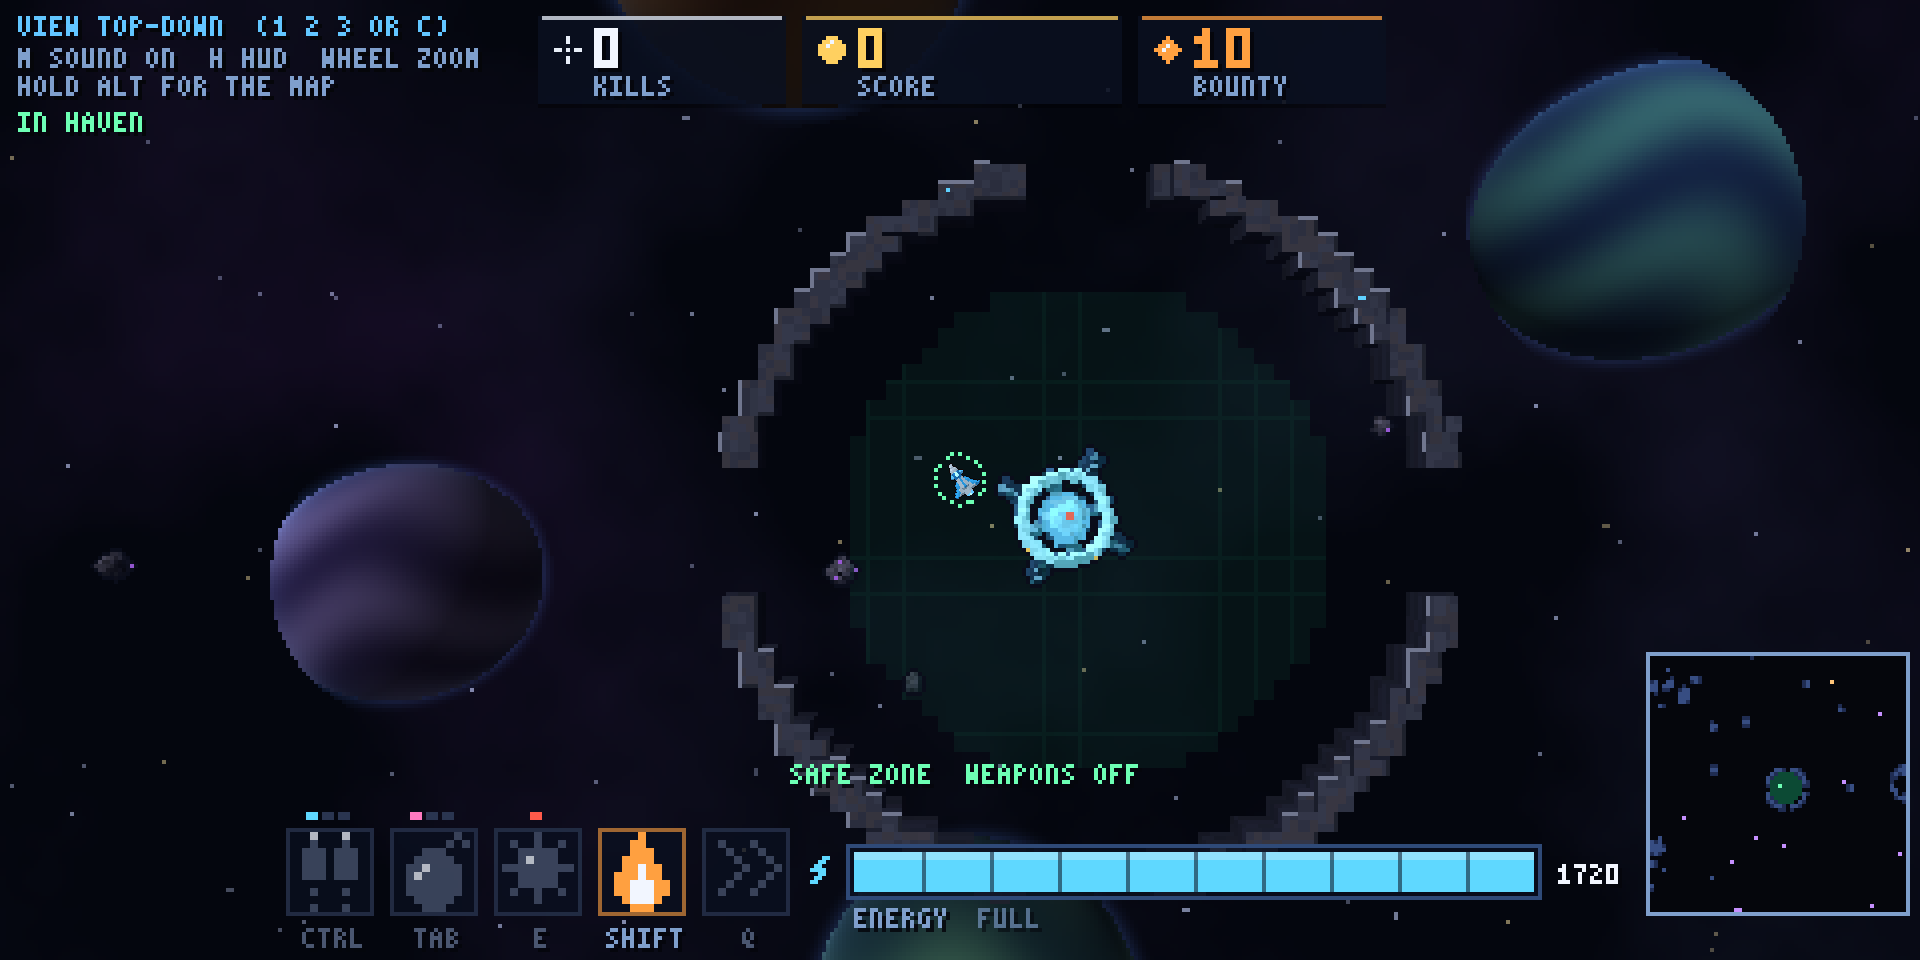 VIEW TOP-DOWN (1 2 3 OR C)
M SOUND ON H HUD WHEEL ZOOM
HOLD ALT FOR THE MAP
IN HAVEN
0
KILLS
0
SCORE
10
BOUNTY
SAFE ZONE WEAPONS OFF
1720
ENERGY FULL
CTRL
TAB
E
SHIFT
Q